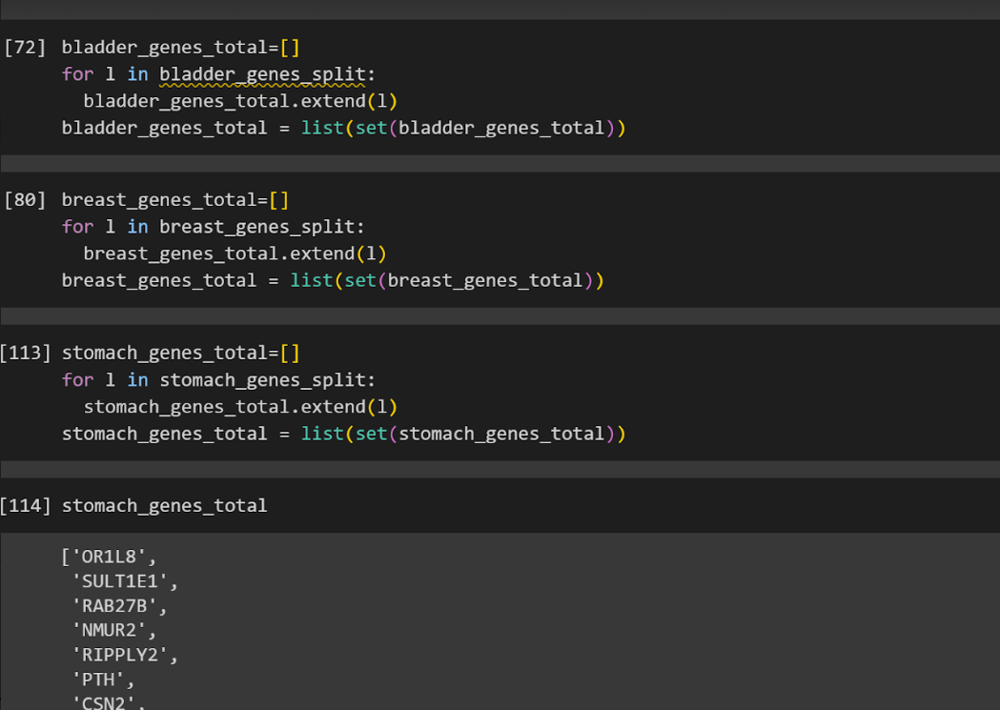 [72] bladder_genes_total=[]
for l in bladder_genes_split:
bladder_genes_total.extend(l)
bladder_genes_total = list(set(bladder_genes_total))
[80] breast_genes_total=[]
for l in breast_genes_split:
breast_genes_total.extend(l)
breast_genes_total = list(set(breast_genes_total))
[113] stomach_genes_total=[]
for l in stomach_genes_split:
stomach_genes_total.extend(l)
stomach_genes_total = list(set(stomach_genes_total))
[114] stomach_genes_total
['OR1L8',
'SULT1E1',
'RAB27B',
'NMUR2',
'RIPPLY2',
'PTH',
'CSN2',